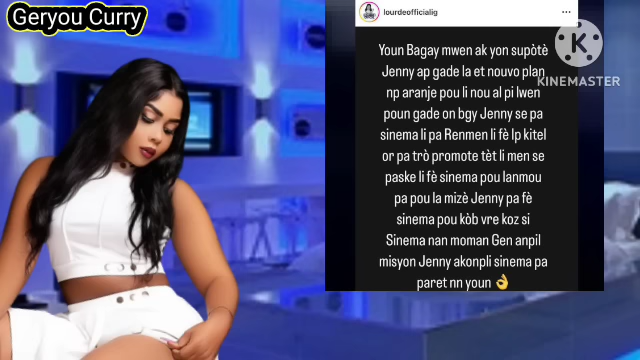 Geryou Curry
lourdeofficialig
Youn Bagay mwen ak yon supòtè
Jenny ap gade la et nouvo plan
np aranje pou li nou al pi lwen
poun gade on bgy Jenny se pa
sinema li pa Renmen li fè lp kitel
or pa trò promote tèt li men se
paske li fè sinema pou lanmou
pa pou la mizè Jenny pa fè
sinema pou kòb vre koz si
Sinema nan moman Gen anpil
misyon Jenny akonpli sinema pa
paret nn youn 👌
KINEMASTER